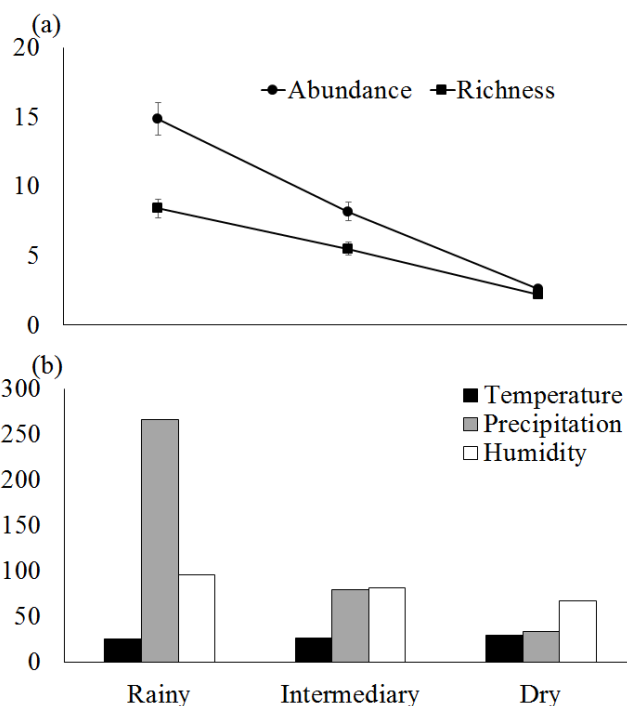 (a)
20
15
10
5
0
Abundance Richness
(b)
300
250
200
150
100
50
0
Temperature
Precipitation
Humidity
Rainy Intermediary Dry